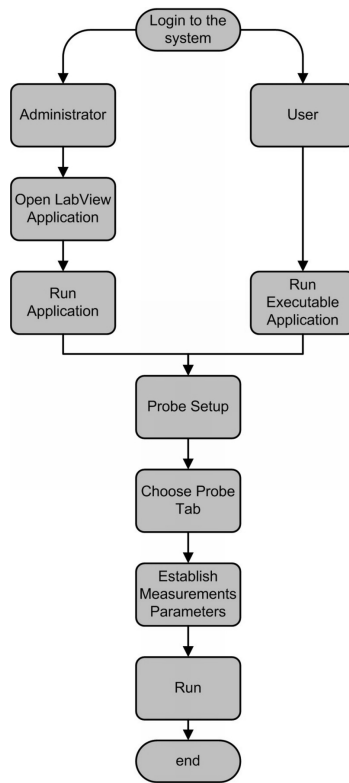 Login to the
system
Administrator
User
Open LabView
Application
Run
Application
Run
Executable
Application
Probe Setup
Choose Probe
Tab
Establish
Measurements
Parameters
Run
end